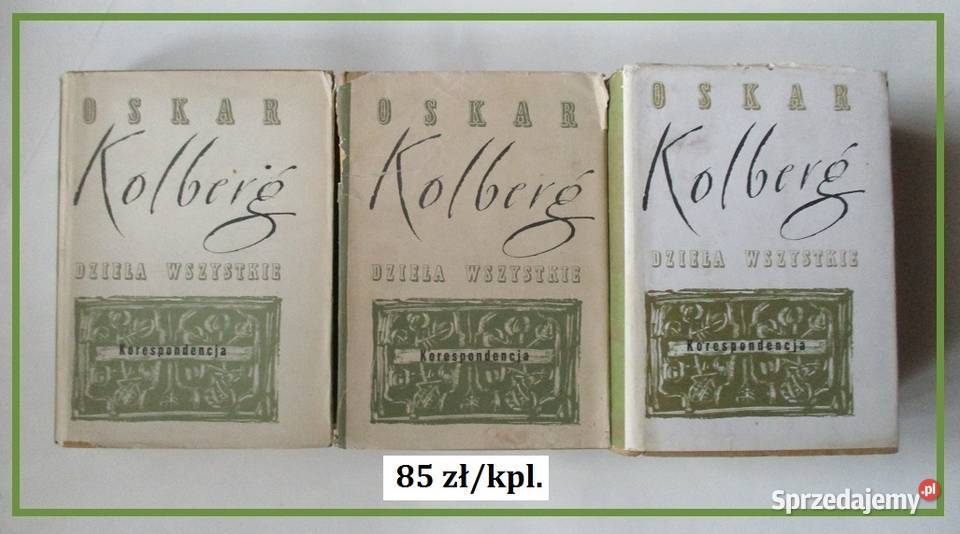 OSKAR
Kolberg
DZIEŁA WSZYSTKIE
Korespondencja
OSKAR
Kolberg
DZIEŁA WSZYSTKIE
Korespondencja
OSKAR
Kolberg
DZIEŁA WSZYSTKIE
Korespondencja
85 zł/kpl.
Sprzedajemy.pl